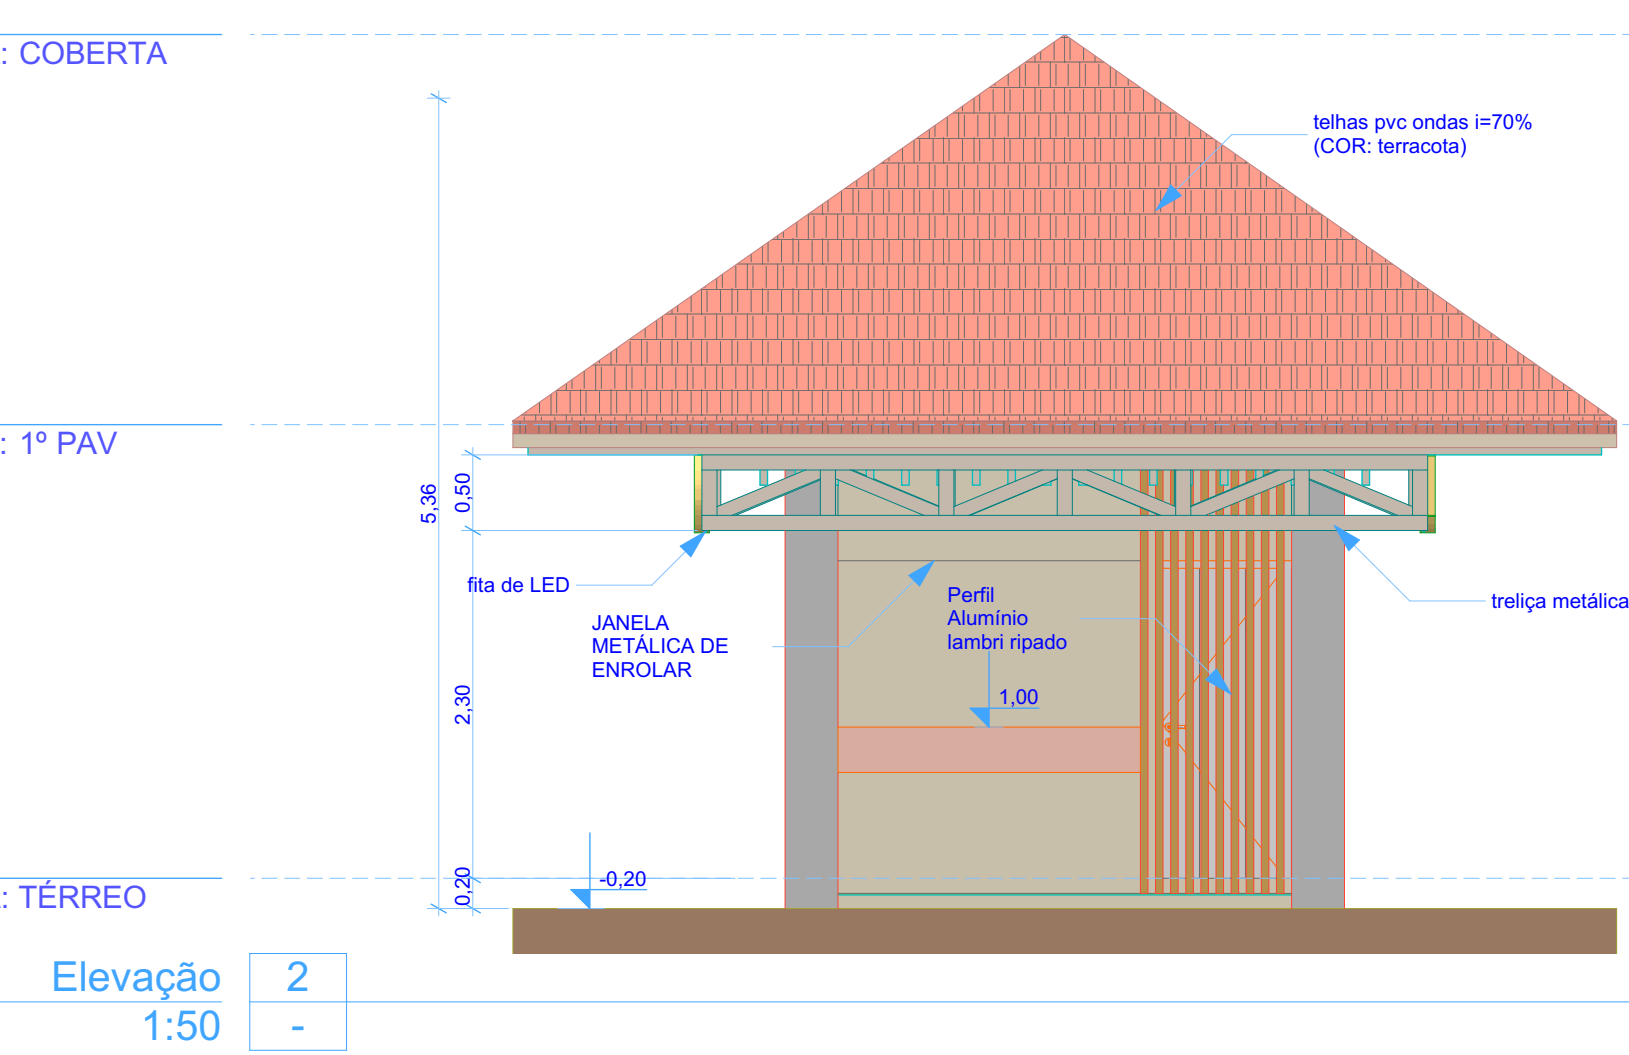 : COBERTA
telhas pvc ondas i=70%
(COR: terracota)
: 1º PAV
5,36
0,50
fita de LED
JANELA
METÁLICA DE
ENROLAR
Perfil
Alumínio
lambri ripado
treliça metálica
1,00
2,30
0,20
-0,20
: TÉRREO
Elevação
2
1:50
-